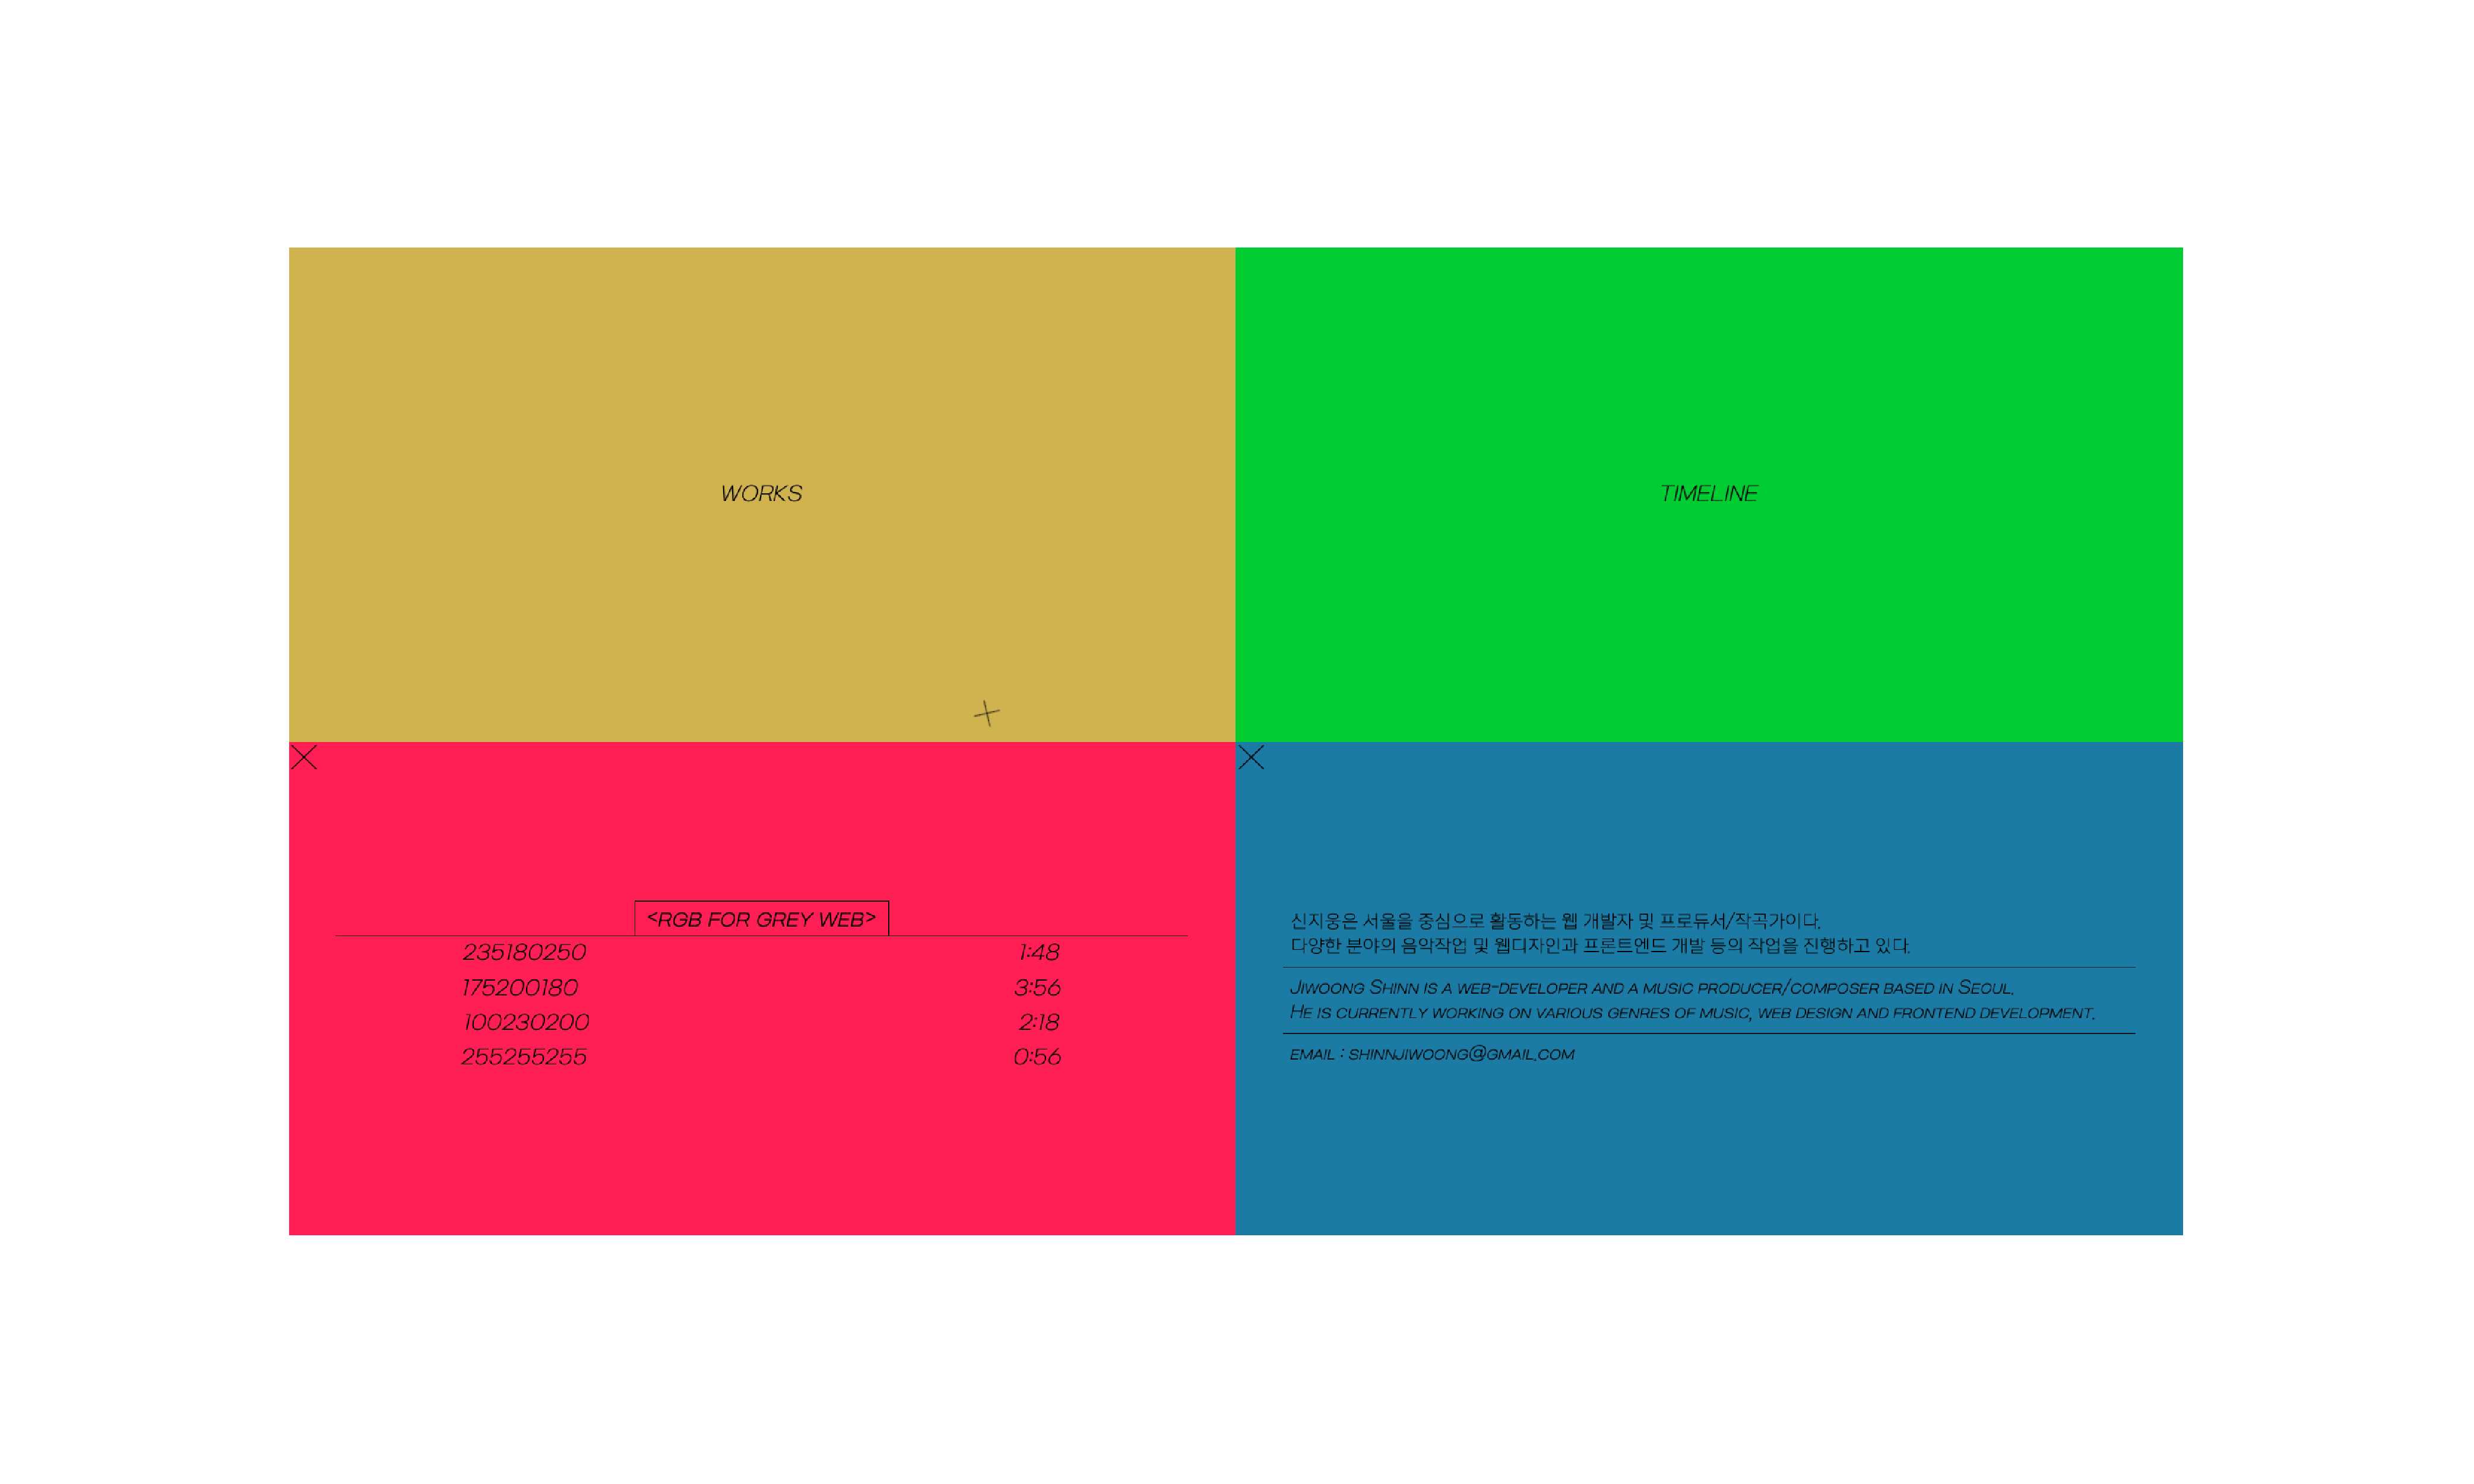 WORKS
TIMELINE
<RGB FOR GREY WEB>
235180250 1:48
175200180 3:56
100230200 2:18
255255255 0:56
신지웅은 서울을 중심으로 활동하는 웹 개발자 및 프로듀서/작곡가이다.
다양한 분야의 음악작업 및 웹디자인과 프론트엔드 개발 등의 작업을 진행하고 있다.
Jiwoong Shinn is a web-developer and a music producer/composer based in Seoul.
He is currently working on various genres of music, web design and frontend development.
email : shinnjiwoong@gmail.com